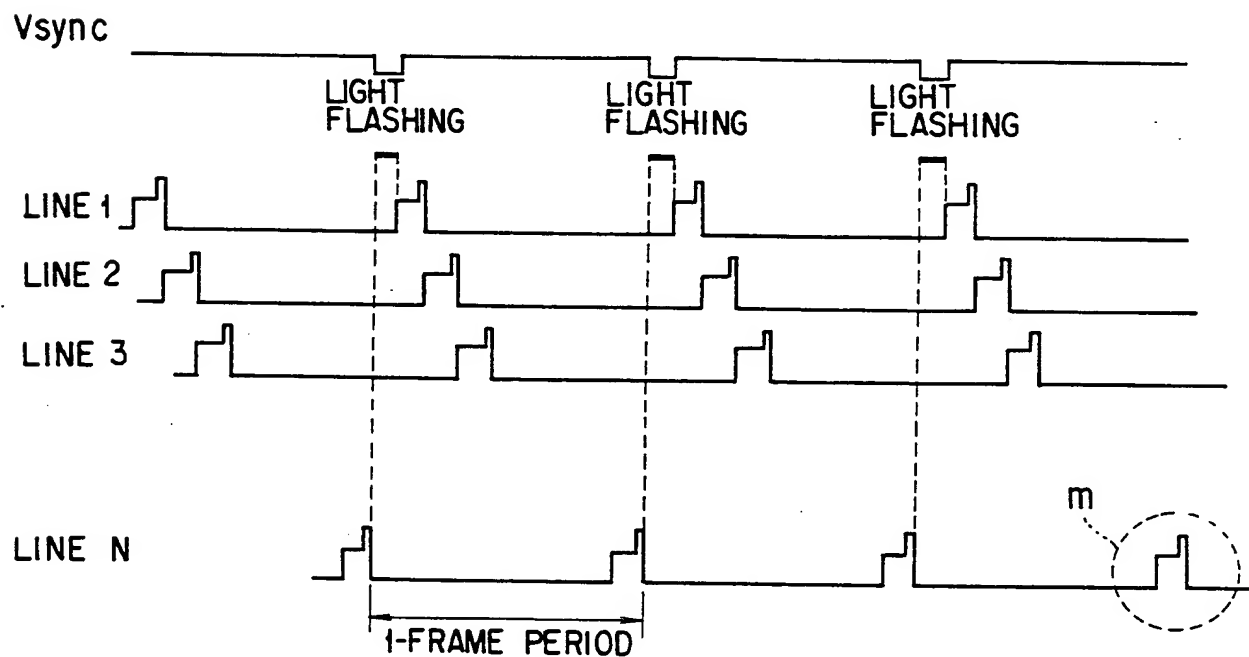 Vsync
LIGHT FLASHING
LIGHT FLASHING
LIGHT FLASHING
LINE 1
LINE 2
LINE 3
m
LINE N
1-FRAME PERIOD